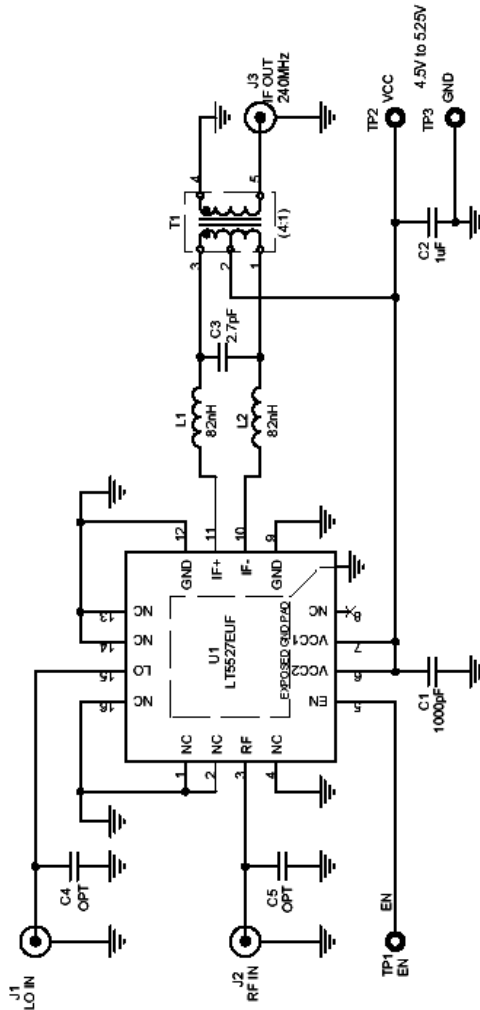 J1
LO IN
C4
OPT
J2
RF IN
C5
OPT
TP1
EN
EN
16
15
14
13
NC
LO
NC
NC
1
2
3
4
NC
NC
RF
NC
U1
LT5527EUF
EXPOSED GND PAD
12
11
10
9
GND
IF+
IF-
GND
EN
VCC2
VCC1
NC
5
6
7
8
C1
1000pF
L1
82nH
L2
82nH
C3
2.7pF
T1
(4:1)
3
2
1
4
5
J3
IF OUT
240MHz
TP2
VCC
4.5V to 5.25V
TP3
GND
C2
1uF